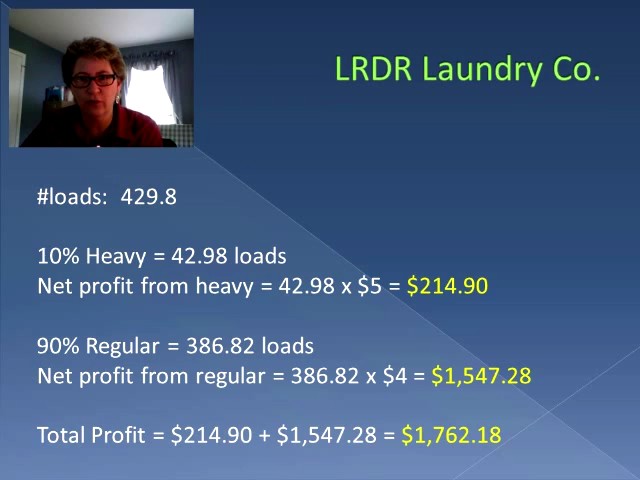 LRDR Laundry Co.
#loads: 429.8
10% Heavy = 42.98 loads
Net profit from heavy = 42.98 x $5 = $214.90
90% Regular = 386.82 loads
Net profit from regular = 386.82 x $4 = $1,547.28
Total Profit = $214.90 + $1,547.28 = $1,762.18